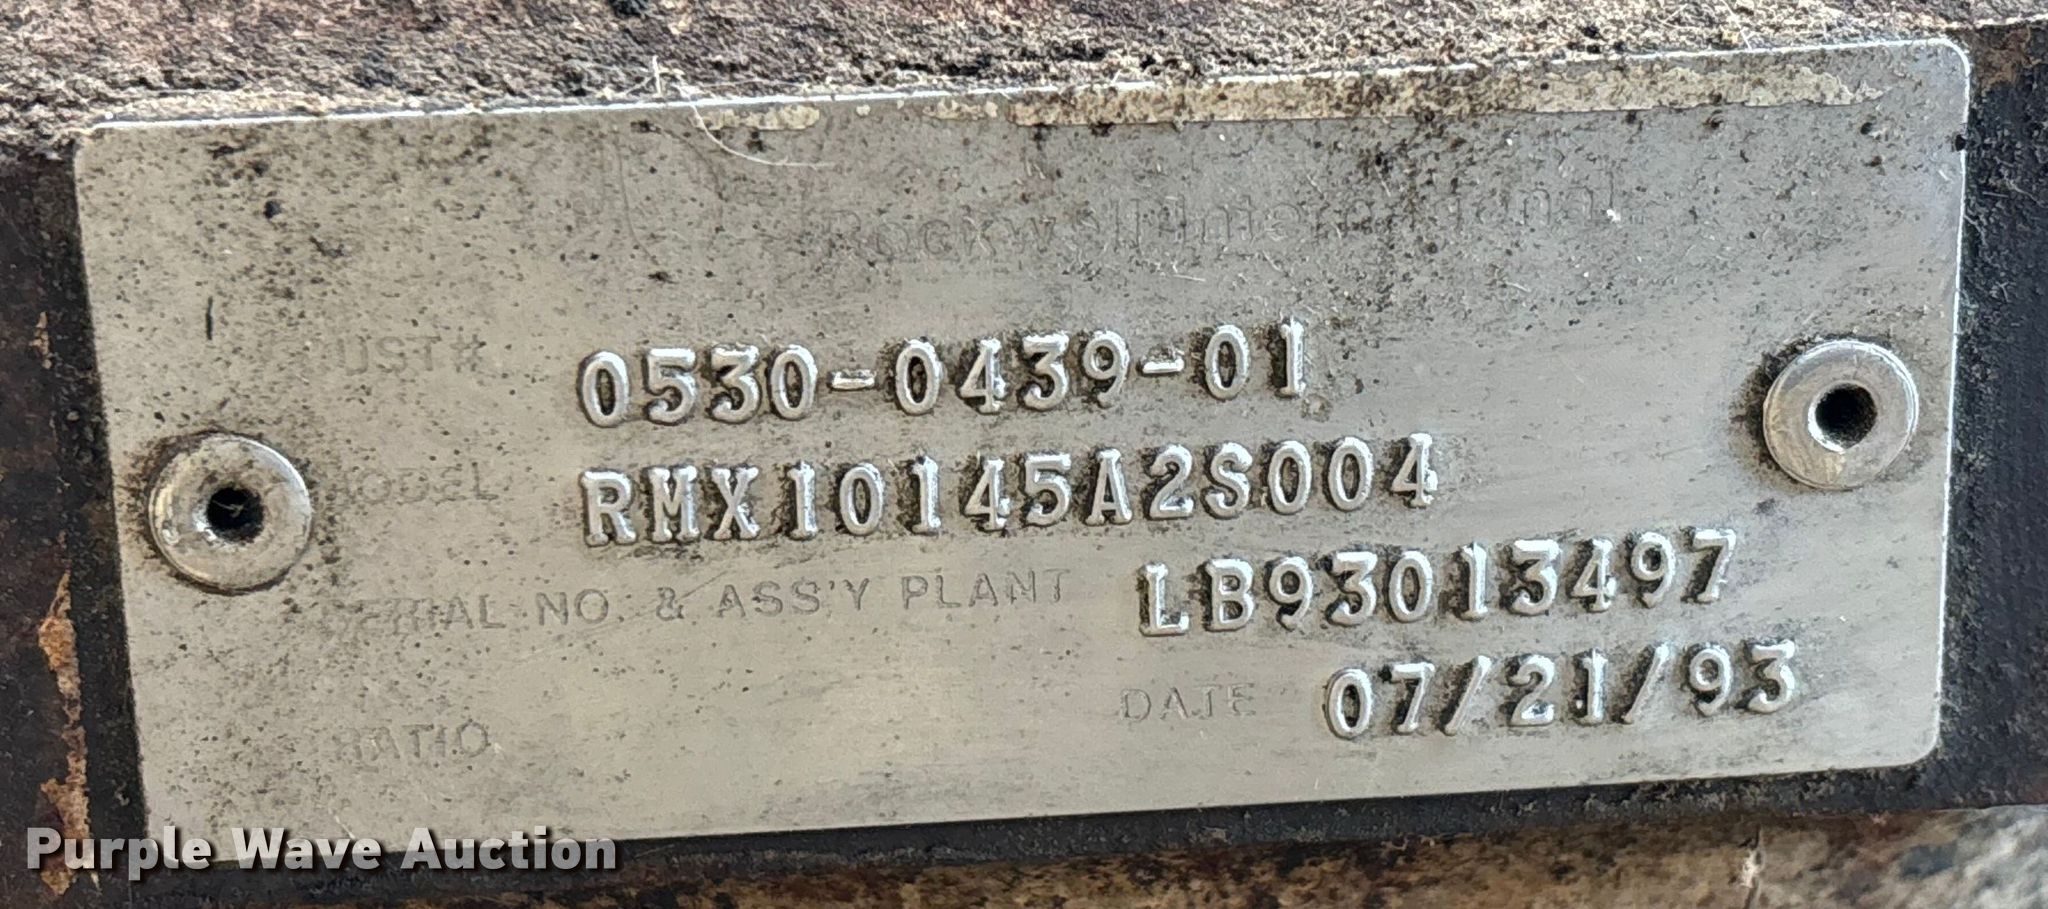 Rockwell International
CUST# 0530-0439-01
MODEL RMX10145A2S004
SERIAL NO. & ASS'Y PLANT LB93013497
RATIO DATE 07/21/93
Purple Wave Auction